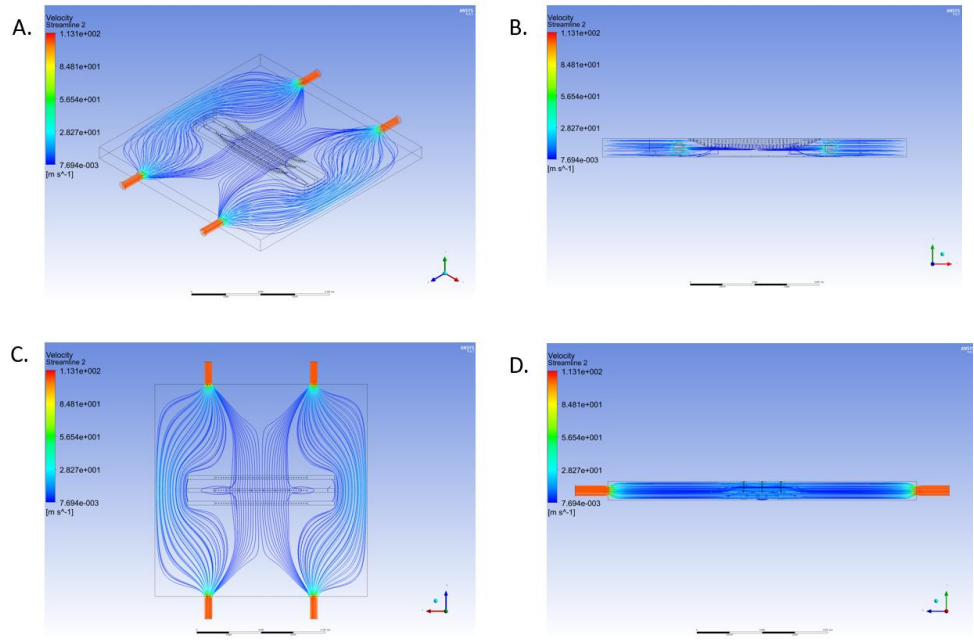 A.
Velocity
Streamline 2
1.131e+002
8.481e+001
5.654e+001
2.827e+001
7.694e-003
[m s^-1]
ANSYS
B.
Velocity
Streamline 2
1.131e+002
8.481e+001
5.654e+001
2.827e+001
7.694e-003
[m s^-1]
ANSYS
C.
Velocity
Streamline 2
1.131e+002
8.481e+001
5.654e+001
2.827e+001
7.694e-003
[m s^-1]
ANSYS
D.
Velocity
Streamline 2
1.131e+002
8.481e+001
5.654e+001
2.827e+001
7.694e-003
[m s^-1]
ANSYS